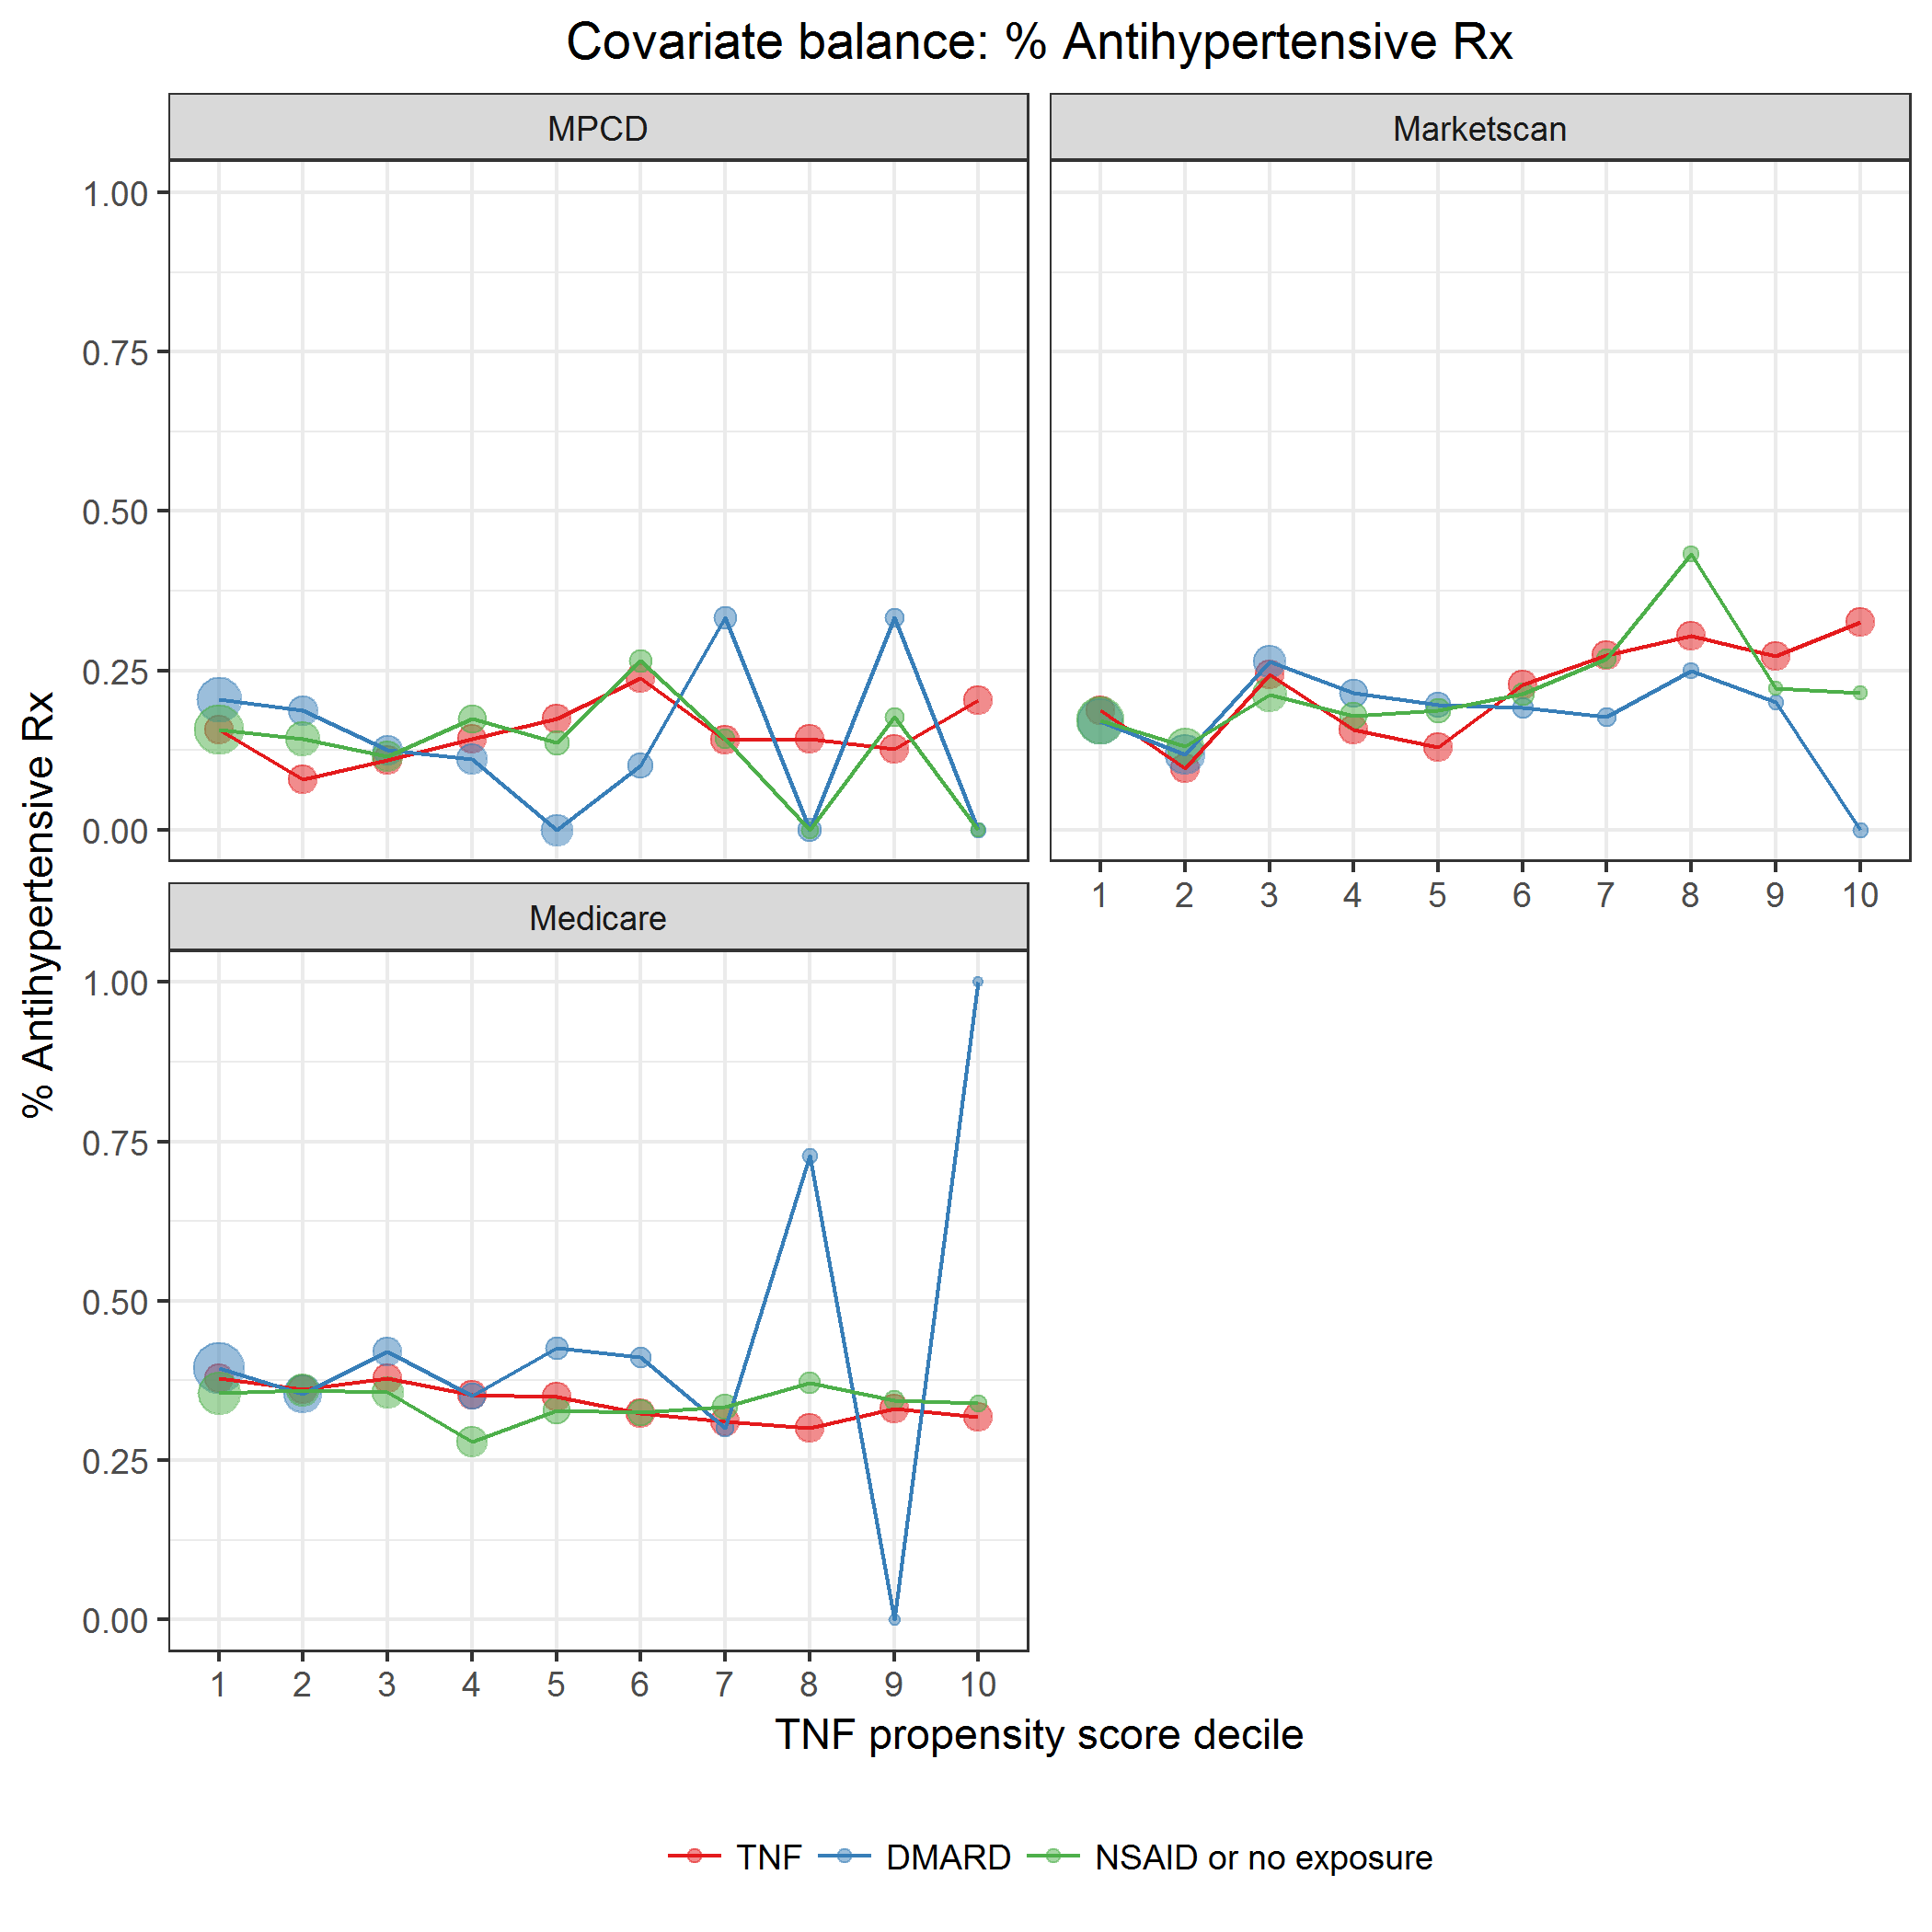 Covariate balance: % Antihypertensive Rx
MPCD
Marketscan
1.00
0.75
0.50
0.25
0.00
1 2 3 4 5 6 7 8 9 10
Medicare
1.00
0.75
0.50
0.25
0.00
1 2 3 4 5 6 7 8 9 10
% Antihypertensive Rx
TNF propensity score decile
TNF DMARD NSAID or no exposure